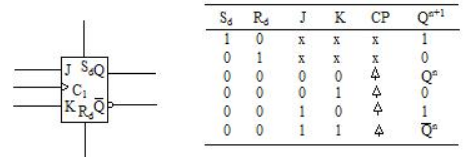 S_d R_d J K CP Q^{n+1}
1 0 x x x 1
0 1 x x x 0
0 0 0 0 Q^n
0 0 0 1 0
0 0 1 0 1
0 0 1 1 Q̅^n
J S_d Q
C_1
K R_d Q̅